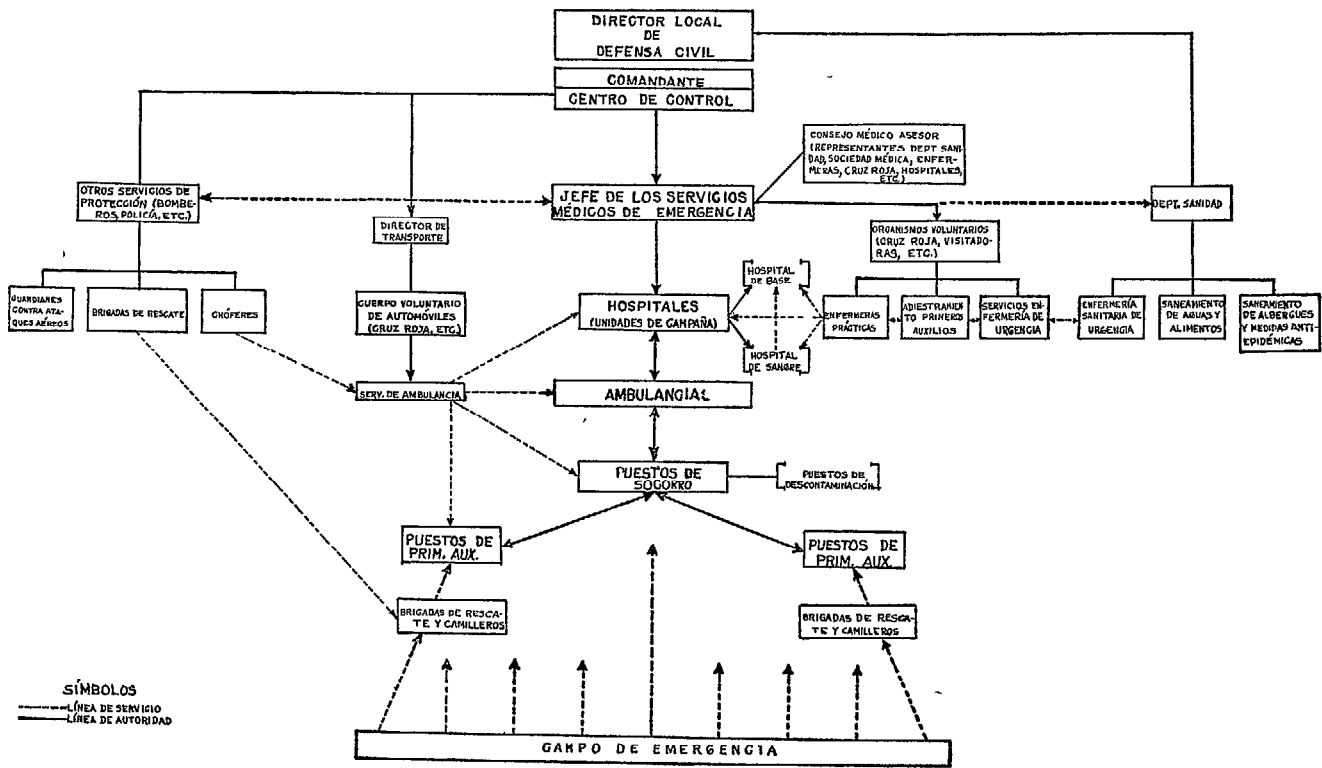 DIRECTOR LOCAL
DE
DEFENSA CIVIL
COMANDANTE
CENTRO DE CONTROL
CONSEJO MÉDICO ASESOR
(REPRESENTANTES DEPT SANI-
DAD, SOCIEDAD MÉDICA, ENFER-
MERAS, CRUZ ROJA, HOSPITALES,
ETC.)
OTROS SERVICIOS DE
PROTECCIÓN (BOMBE-
ROS, POLICÍA, ETC.)
JEFE DE LOS SERVICIOS
MÉDICOS DE EMERGENCIA
DEPT. SANIDAD
DIRECTOR DE
TRANSPORTE
ORGANISMOS VOLUNTARIOS
(CRUZ ROJA, VISITADO-
RAS, ETC.)
GUARDIANES
CONTRA ATA-
QUES AÉREOS
BRIGADAS DE RESCATE
CHÓFERES
CUERPO VOLUNTARIO
DE AUTOMÓVILES
(CRUZ ROJA, ETC.)
HOSPITALES
(UNIDADES DE CAMPAÑA)
HOSPITAL
DE BASE
HOSPITAL
DE SANGRE
ENFERMERAS
PRÁCTICAS
ADIESTRAMIEN
TO PRIMEROS
AUXILIOS
SERVICIOS EN-
FERMERÍA DE
URGENCIA
ENFERMERÍA
SANITARIA DE
URGENCIA
SANEAMIENTO
DE AGUAS Y
ALIMENTOS
SANEAMIENTO
DE ALBERGUES
Y MEDIDAS ANTI-
EPIDÉMICAS
SERV. DE AMBULANCIA
AMBULANCIAL
PUESTOS DE
SOCORRO
PUESTOS DE
DESCONTAMINACIÓN
PUESTOS DE
PRIM. AUX.
PUESTOS DE
PRIM. AUX.
BRIGADAS DE RESCA-
TE Y CAMILLEROS
BRIGADAS DE RESCA-
TE Y CAMILLEROS
SÍMBOLOS
LÍNEA DE SERVICIO
LÍNEA DE AUTORIDAD
CAMPO DE EMERGENCIA